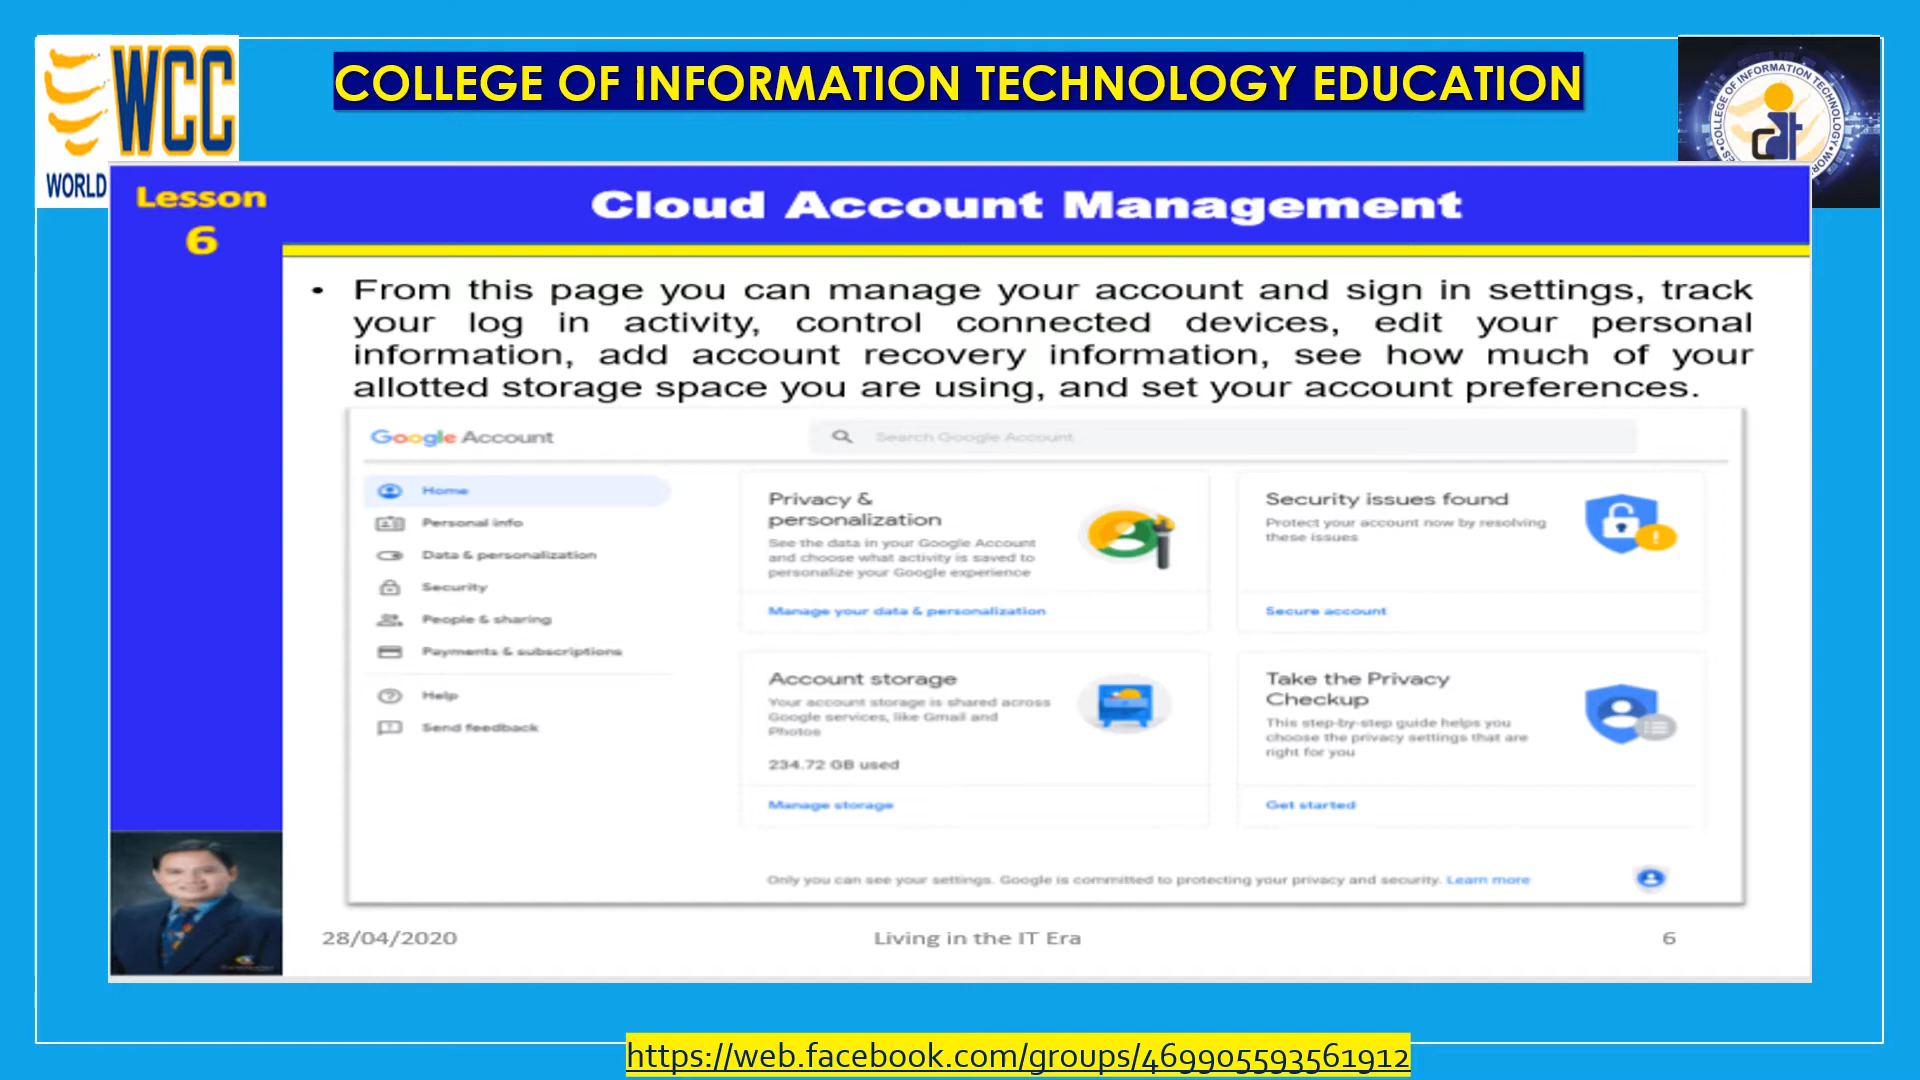 WCC
WORLD
COLLEGE OF INFORMATION TECHNOLOGY EDUCATION
COLLEGE OF INFORMATION TECHNOLOGY
Lesson
6
Cloud Account Management
• From this page you can manage your account and sign in settings, track
your log in activity, control connected devices, edit your personal
information, add account recovery information, see how much of your
allotted storage space you are using, and set your account preferences.
Google Account
Search Google Account
Home
Personal info
Data & personalization
Security
People & sharing
Payments & subscriptions
Help
Send feedback
Privacy &
personalization
See the data in your Google Account
and choose what activity is saved to
personalize your Google experience
Manage your data & personalization
Security issues found
Protect your account now by resolving
these issues
Secure account
Account storage
Your account storage is shared across
Google services, like Gmail and
Photos
234.72 GB used
Manage storage
Take the Privacy
Checkup
This step-by-step guide helps you
choose the privacy settings that are
right for you
Get started
Only you can see your settings. Google is committed to protecting your privacy and security. Learn more
28/04/2020
Living in the IT Era
6
https://web.facebook.com/groups/469905593561912